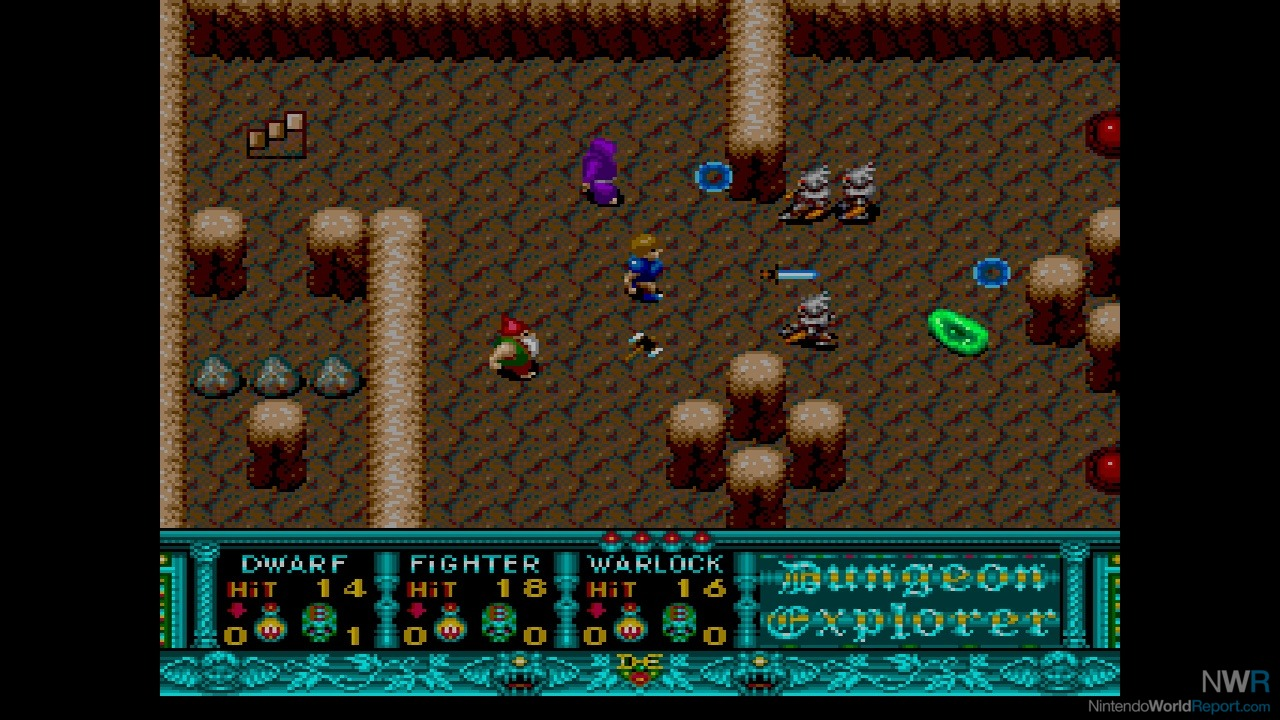 DWARF FiGHTER WARLOCK
HiT 14 HiT 18 HiT 16
0 1 0 0 0 0
Dungeon
Explorer
D-E
NWR
NintendoWorldReport.com